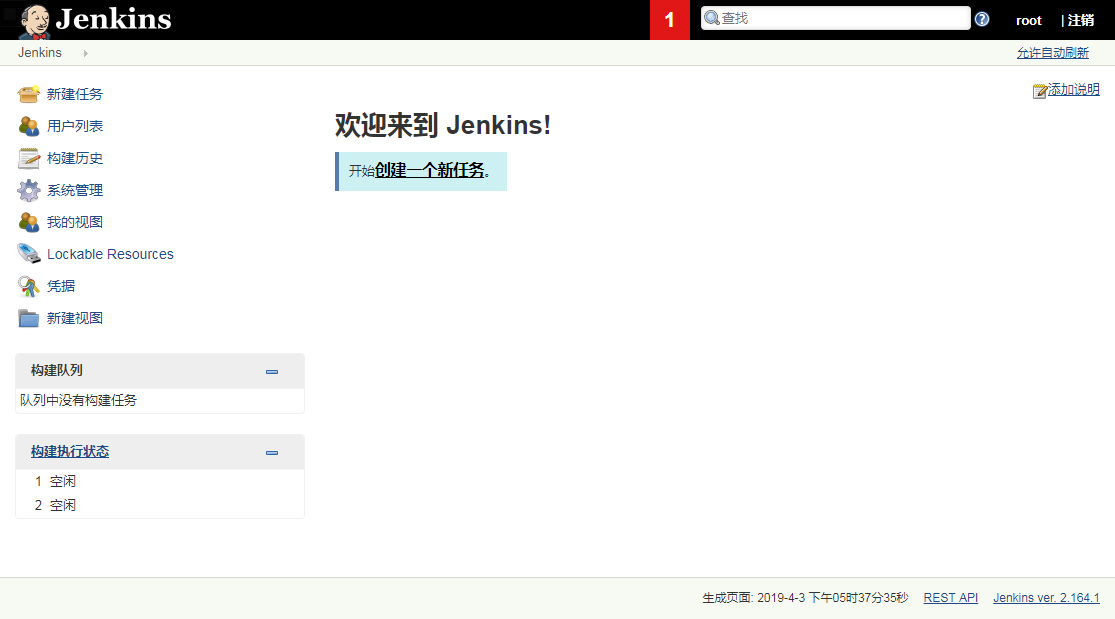 Jenkins
1
查找
root
| 注销
Jenkins
允许自动刷新
添加说明
新建任务
用户列表
构建历史
系统管理
我的视图
Lockable Resources
凭据
新建视图
欢迎来到 Jenkins!
开始创建一个新任务。
构建队列
队列中没有构建任务
构建执行状态
1 空闲
2 空闲
生成页面: 2019-4-3 下午05时37分35秒 REST API Jenkins ver. 2.164.1